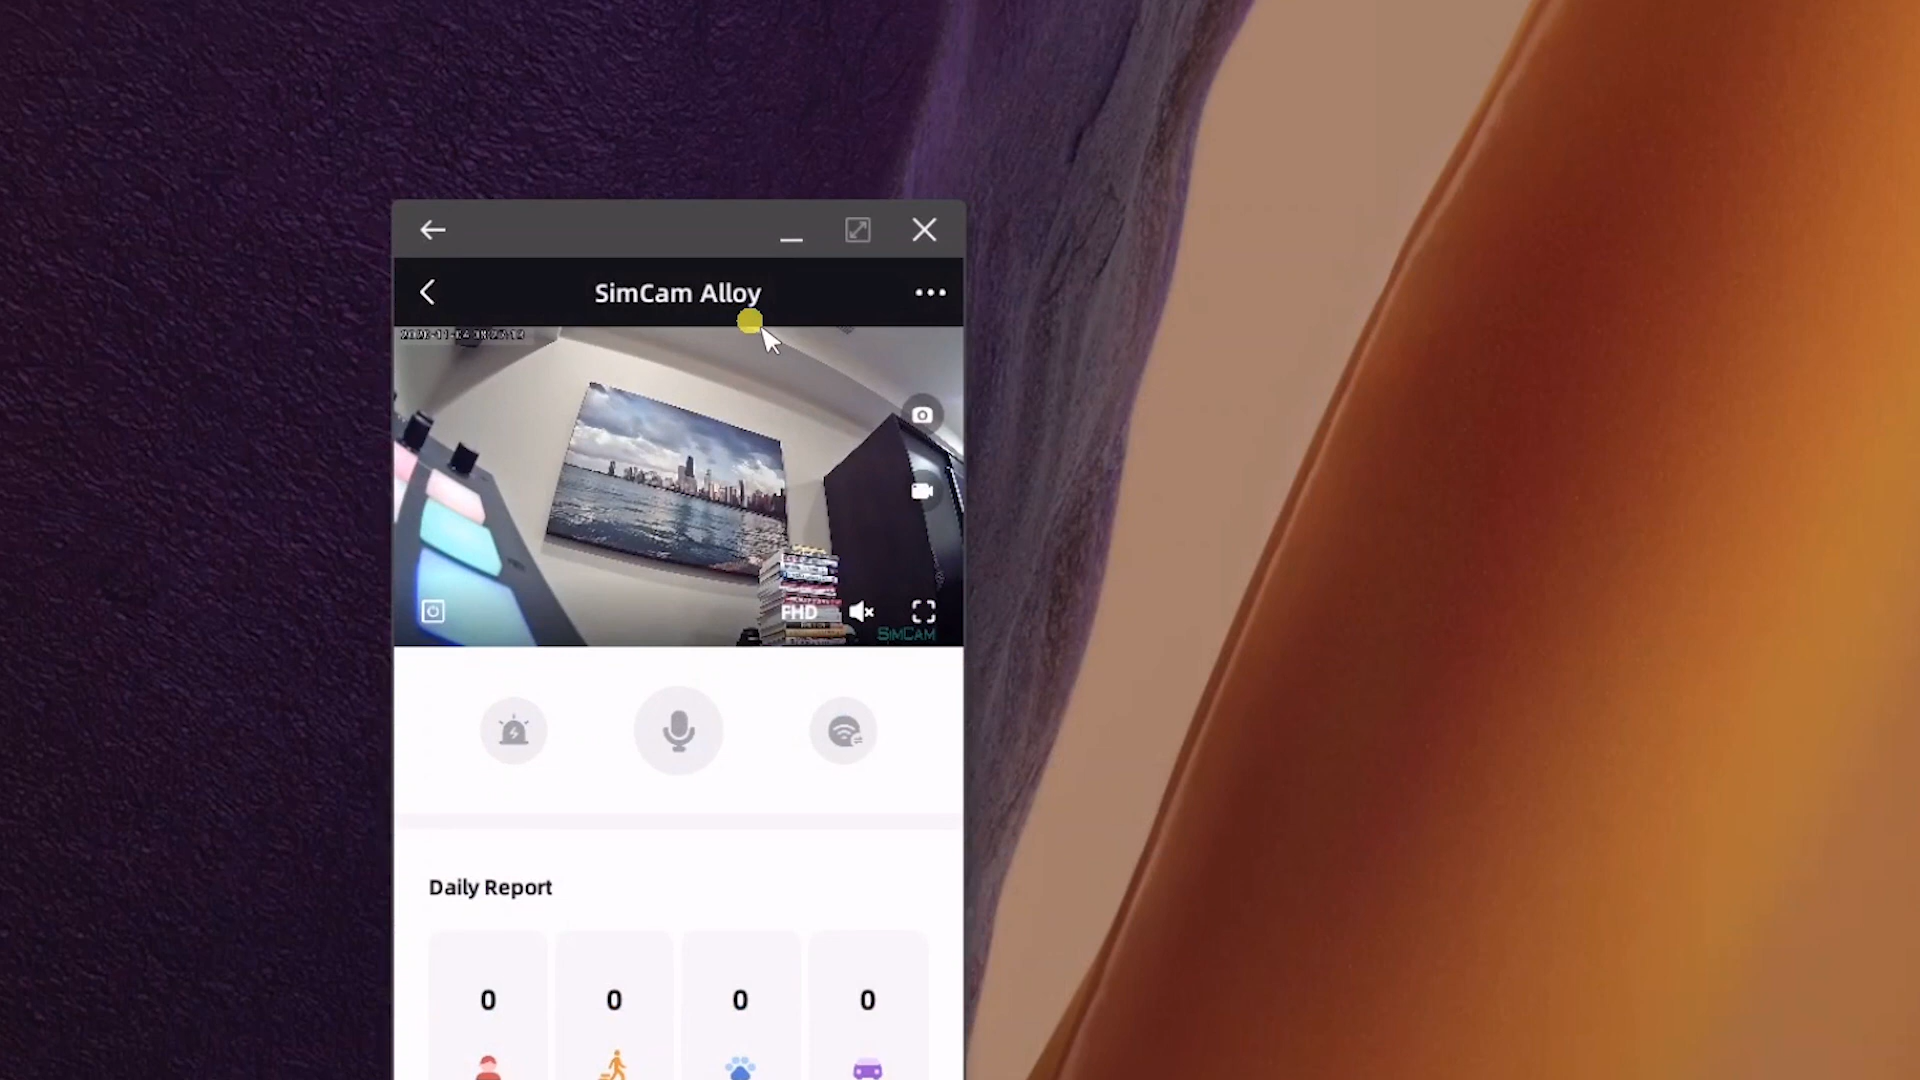 SimCam Alloy
FHD
SIMCAM
Daily Report
0 0 0 0